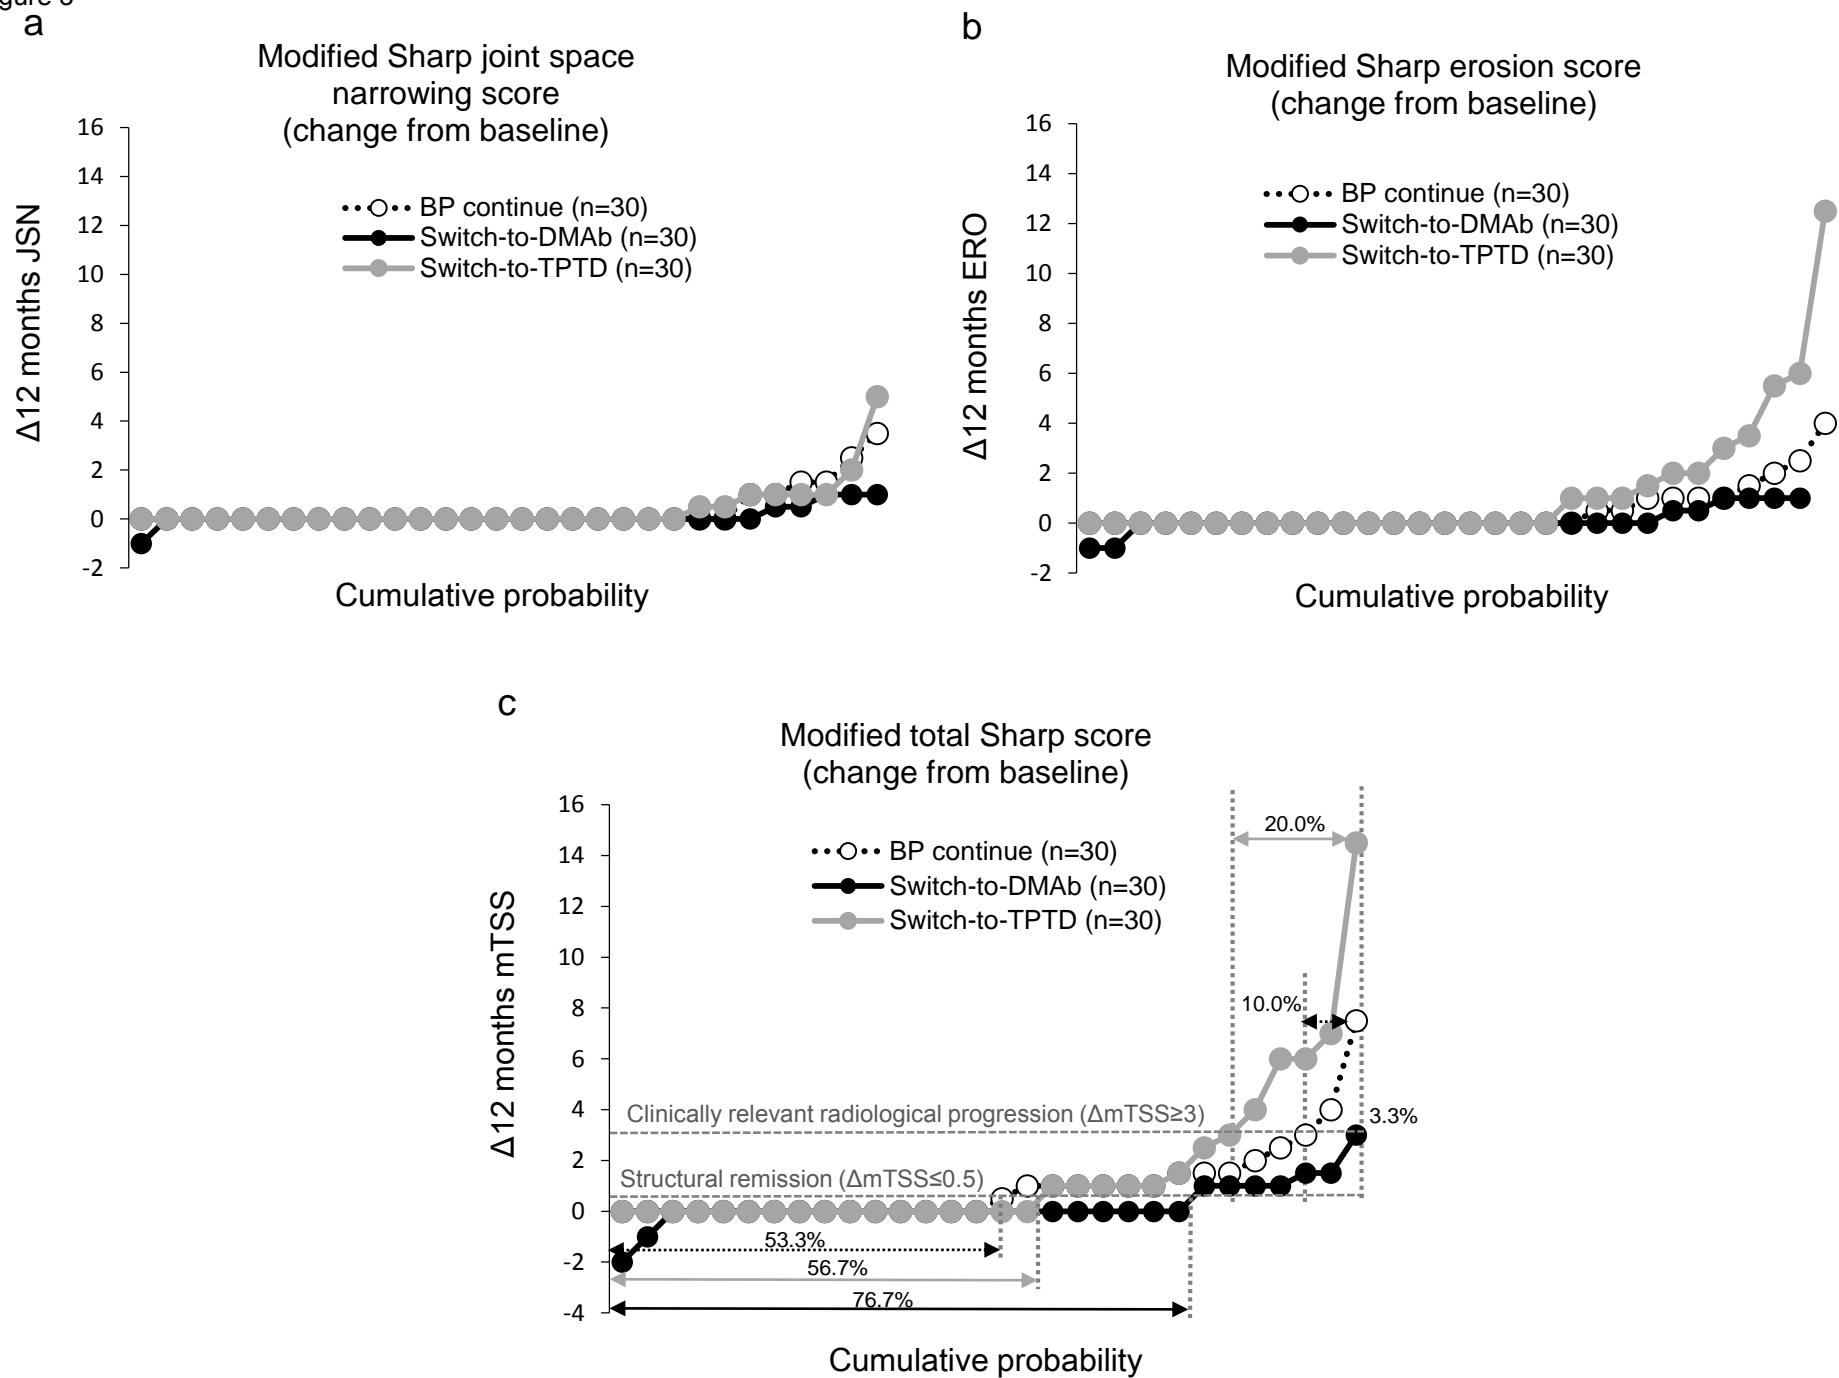 a
Modified Sharp joint space
narrowing score
(change from baseline)
Δ12 months JSN
16
14
12
10
8
6
4
2
0
-2
BP continue (n=30)
Switch-to-DMAb (n=30)
Switch-to-TPTD (n=30)
Cumulative probability
b
Modified Sharp erosion score
(change from baseline)
Δ12 months ERO
16
14
12
10
8
6
4
2
0
-2
BP continue (n=30)
Switch-to-DMAb (n=30)
Switch-to-TPTD (n=30)
Cumulative probability
c
Modified total Sharp score
(change from baseline)
Δ12 months mTSS
16
14
12
10
8
6
4
2
0
-2
-4
BP continue (n=30)
Switch-to-DMAb (n=30)
Switch-to-TPTD (n=30)
20.0%
10.0%
3.3%
Clinically relevant radiological progression (ΔmTSS≥3)
Structural remission (ΔmTSS≤0.5)
53.3%
56.7%
76.7%
Cumulative probability